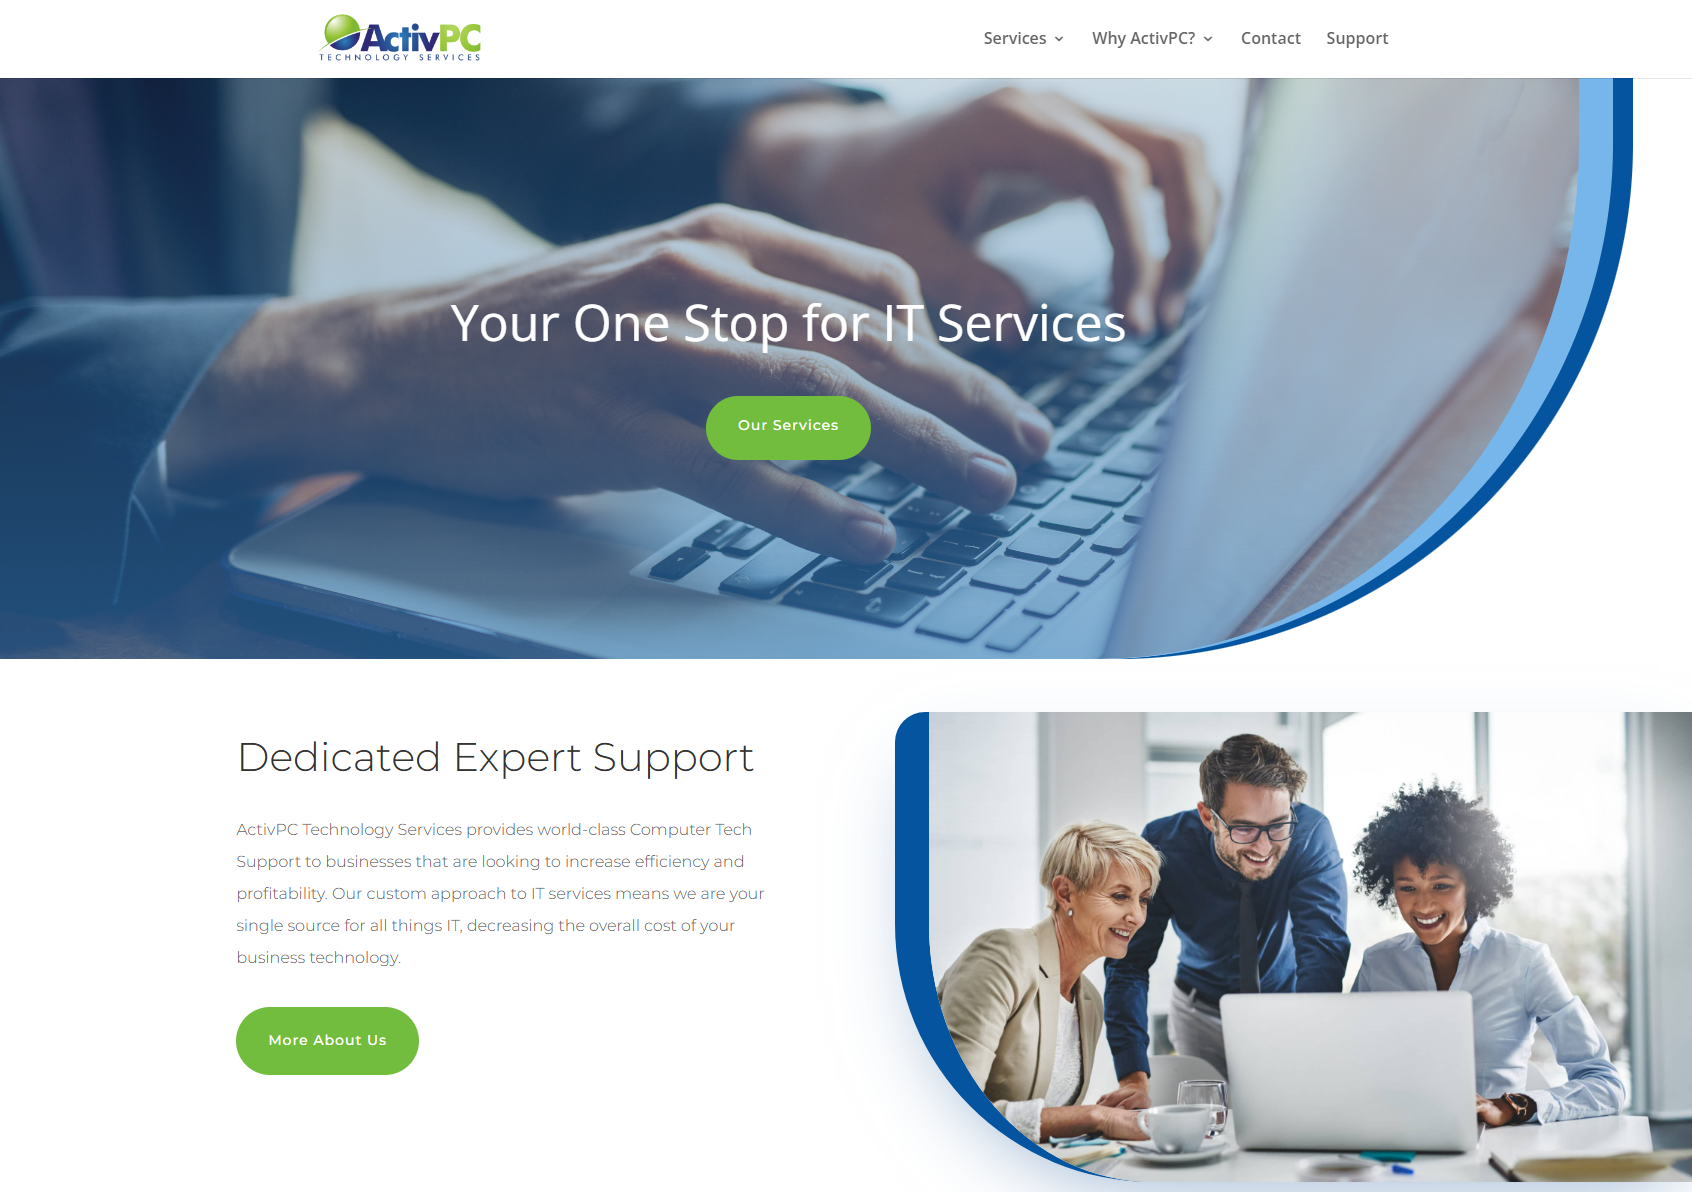 ActivPC
TECHNOLOGY SERVICES
Services
Why ActivPC?
Contact
Support
Your One Stop for IT Services
Our Services
Dedicated Expert Support
ActivPC Technology Services provides world-class Computer Tech
Support to businesses that are looking to increase efficiency and
profitability. Our custom approach to IT services means we are your
single source for all things IT, decreasing the overall cost of your
business technology.
More About Us